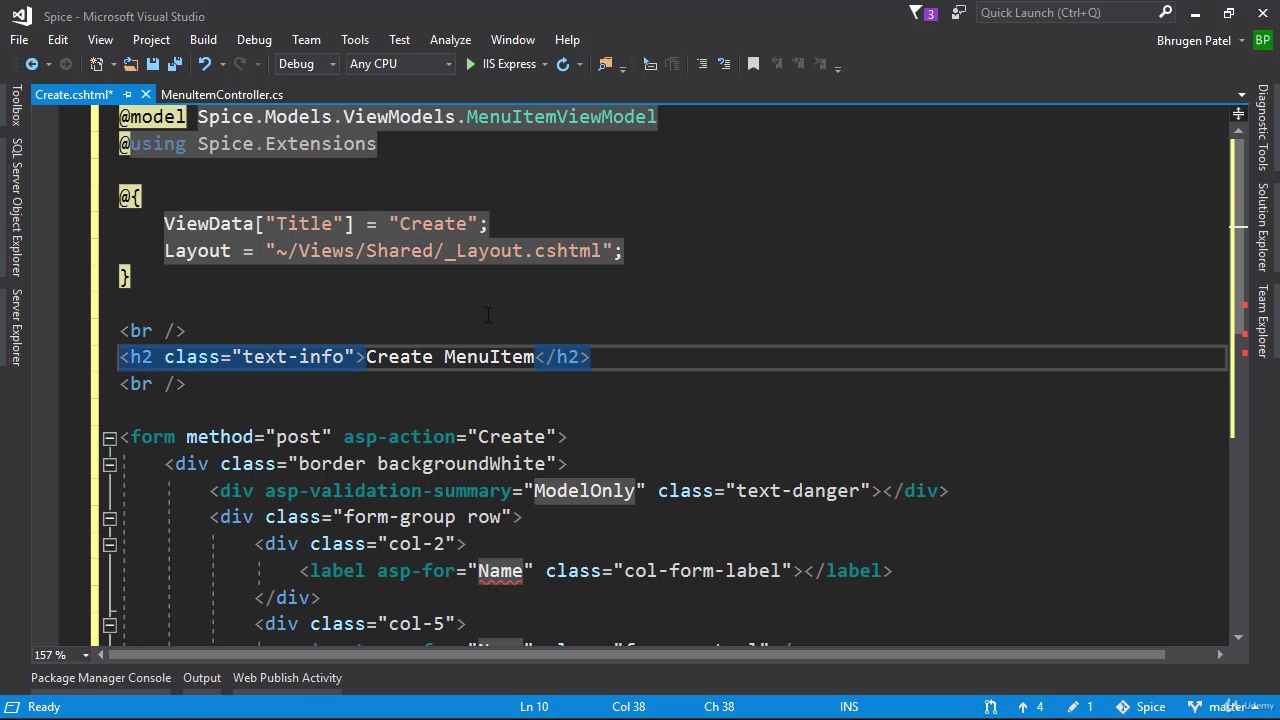 Spice - Microsoft Visual Studio
3
Quick Launch (Ctrl+Q)
File Edit View Project Build Debug Team Tools Test Analyze Window Help
Bhrugen Patel BP
Debug Any CPU IIS Express
Create.cshtml* MenuItemController.cs
Toolbox
SQL Server Object Explorer
Server Explorer
@model Spice.Models.ViewModels.MenuItemViewModel
@using Spice.Extensions
@{
ViewData["Title"] = "Create";
Layout = "~/Views/Shared/_Layout.cshtml";
}
<br />
<h2 class="text-info">Create MenuItem</h2>
<br />
<form method="post" asp-action="Create">
<div class="border backgroundWhite">
<div asp-validation-summary="ModelOnly" class="text-danger"></div>
<div class="form-group row">
<div class="col-2">
<label asp-for="Name" class="col-form-label"></label>
</div>
<div class="col-5">
Diagnostic Tools
Solution Explorer
Team Explorer
157 %
Package Manager Console Output Web Publish Activity
Ready Ln 10 Col 38 Ch 38 INS 4 1 Spice master
Udemy